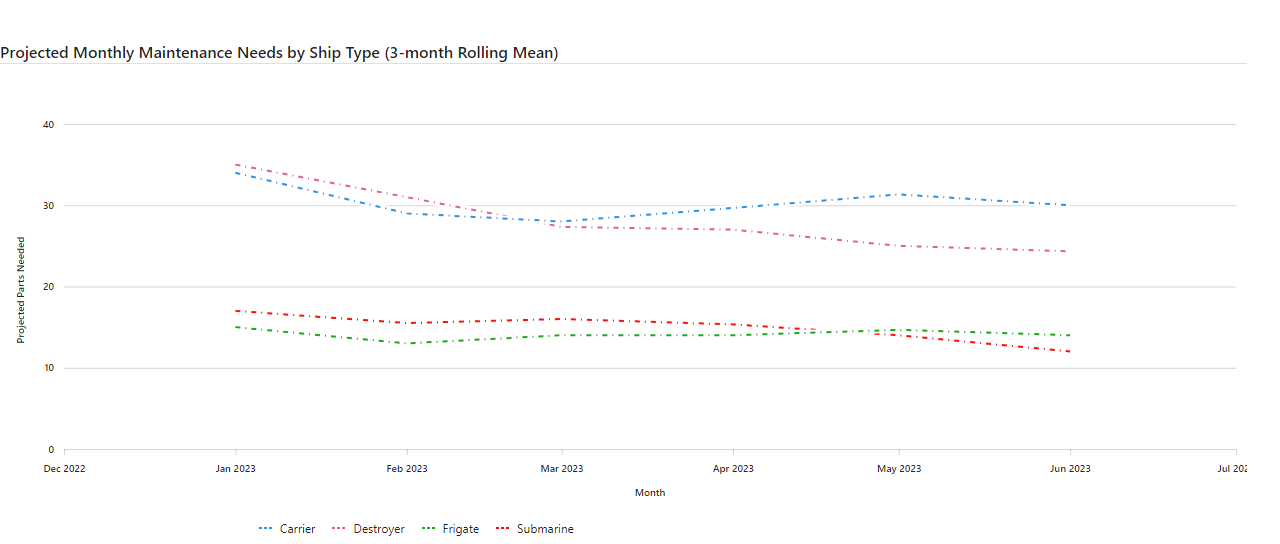 Projected Monthly Maintenance Needs by Ship Type (3-month Rolling Mean)
40
30
20
10
0
Projected Parts Needed
Dec 2022 Jan 2023 Feb 2023 Mar 2023 Apr 2023 May 2023 Jun 2023 Jul 202
Month
Carrier Destroyer Frigate Submarine